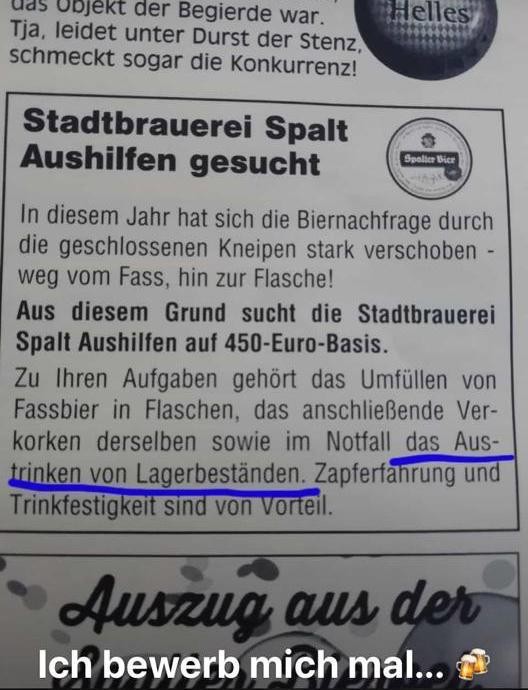 das Objekt der Begierde war.
Tja, leidet unter Durst der Stenz,
schmeckt sogar die Konkurrenz!
Helles
Stadtbrauerei Spalt
Aushilfen gesucht
Spalter Bier
In diesem Jahr hat sich die Biernachfrage durch
die geschlossenen Kneipen stark verschoben -
weg vom Fass, hin zur Flasche!
Aus diesem Grund sucht die Stadtbrauerei
Spalt Aushilfen auf 450-Euro-Basis.
Zu Ihren Aufgaben gehört das Umfüllen von
Fassbier in Flaschen, das anschließende Ver-
korken derselben sowie im Notfall das Aus-
trinken von Lagerbeständen. Zapferfahrung und
Trinkfestigkeit sind von Vorteil.
Auszug aus der
Ich bewerb mich mal... 🍻